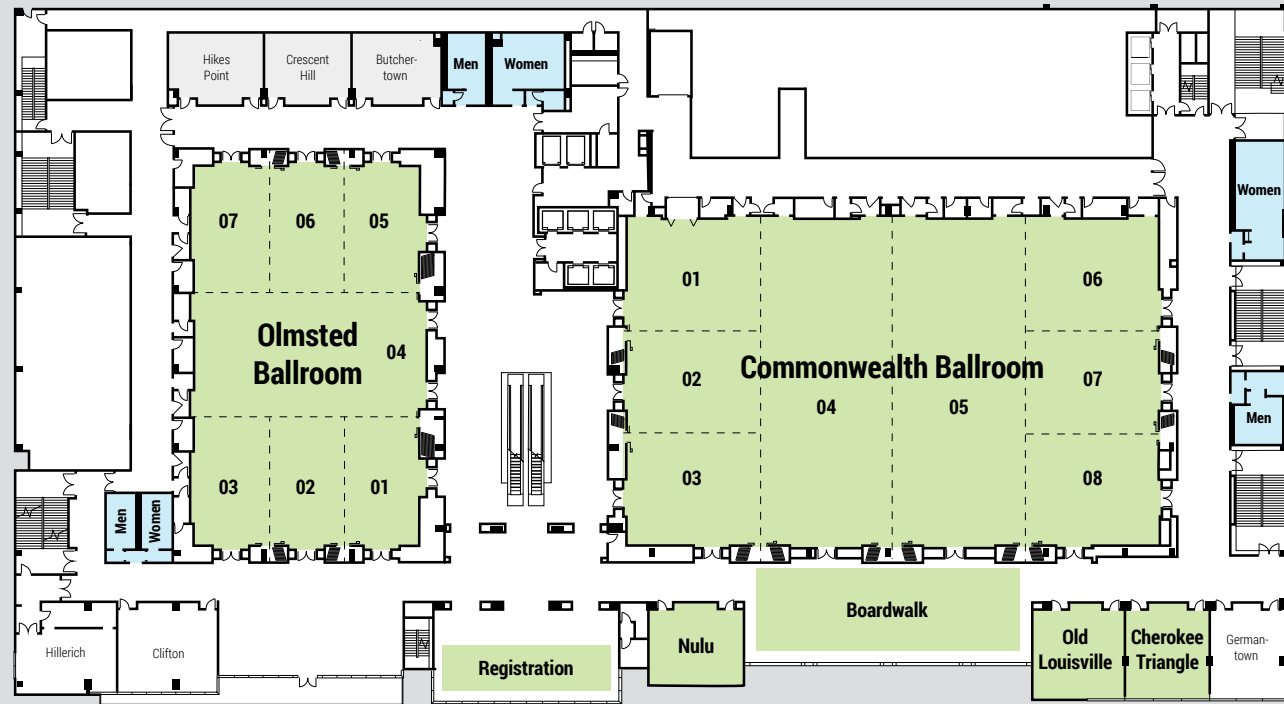 Hikes
Point
Crescent
Hill
Butcher-
town
Men
Women
07
06
05
Olmsted
Ballroom
04
03
02
01
Men
Women
01
06
02
Commonwealth Ballroom
07
04
05
03
08
Women
Men
Hillerich
Clifton
Registration
Nulu
Boardwalk
Old
Louisville
Cherokee
Triangle
German-
town